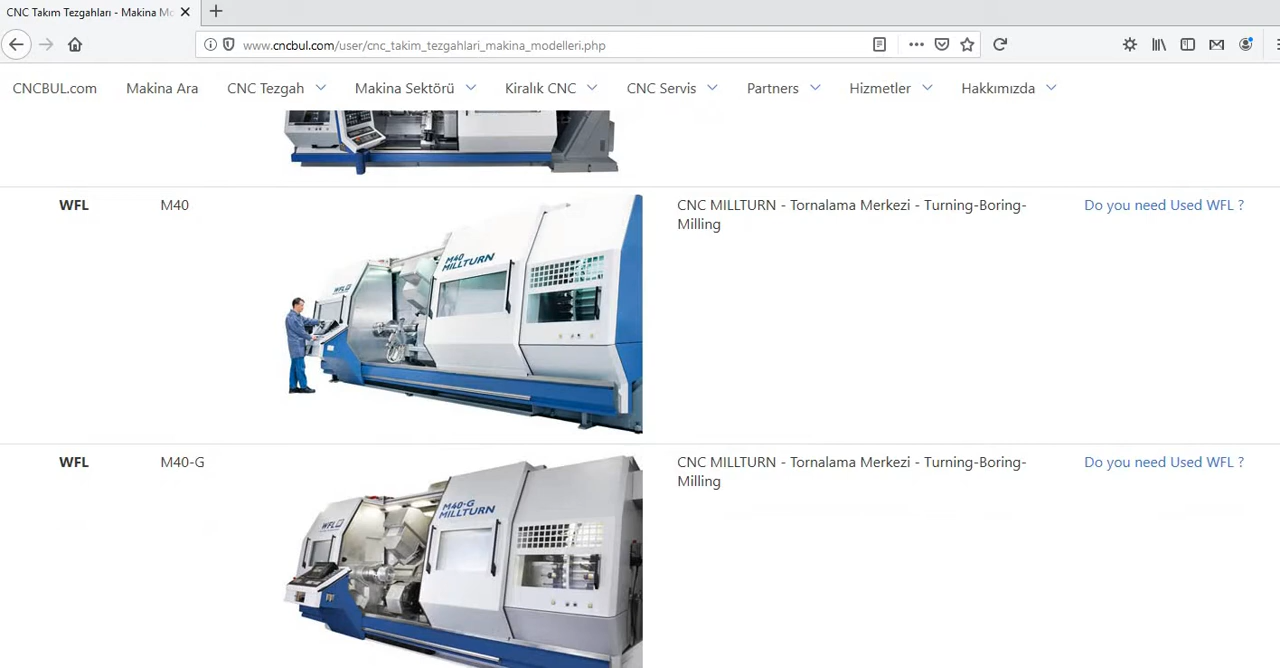 CNC Takım Tezgahları - Makina Mo
www.cncbul.com/user/cnc_takim_tezgahlari_makina_modelleri.php
CNCBUL.com Makina Ara CNC Tezgah Makina Sektörü Kiralık CNC CNC Servis Partners Hizmetler Hakkımızda
WFL M40 CNC MILLTURN - Tornalama Merkezi - Turning-Boring- Do you need Used WFL ?
Milling
M40
MILLTURN
WFL
WFL M40-G CNC MILLTURN - Tornalama Merkezi - Turning-Boring- Do you need Used WFL ?
Milling
M40-G
MILLTURN
WFL